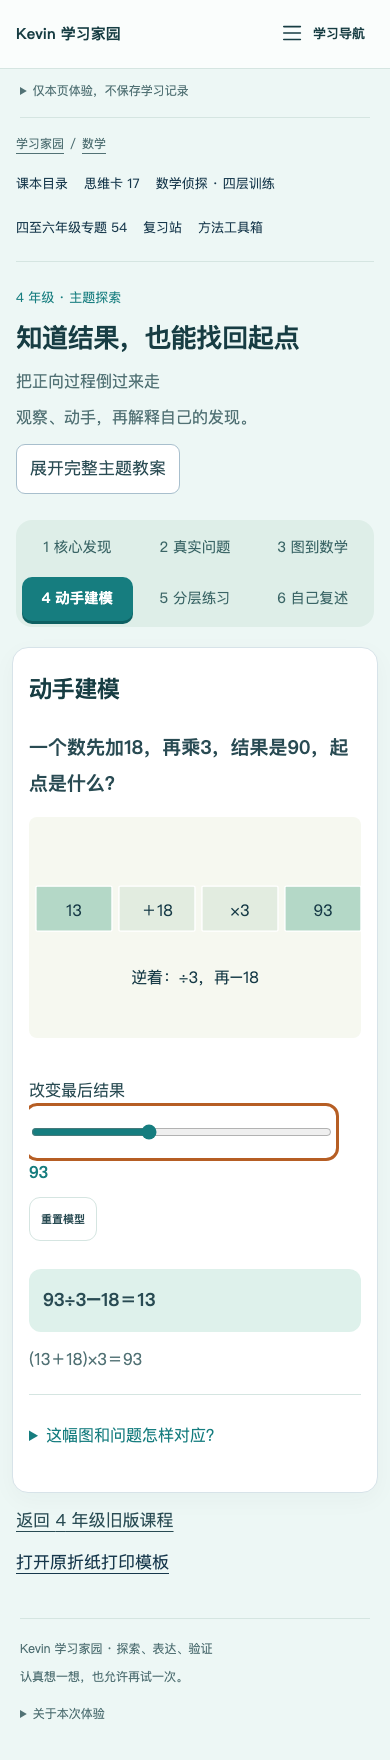 Kevin 学习家园
学习导航
▶ 仅本页体验，不保存学习记录
学习家园 / 数学
课本目录 思维卡 17 数学侦探 · 四层训练
四至六年级专题 54 复习站 方法工具箱
4 年级 · 主题探索
知道结果，也能找回起点
把正向过程倒过来走
观察、动手，再解释自己的发现。
展开完整主题教案
1 核心发现 2 真实问题 3 图到数学
4 动手建模 5 分层练习 6 自己复述
动手建模
一个数先加18，再乘3，结果是90，起
点是什么？
13 ＋18 ×3 93
逆着：÷3，再－18
改变最后结果
93
重置模型
93÷3－18＝13
(13＋18)×3＝93
▶ 这幅图和问题怎样对应？
返回 4 年级旧版课程
打开原折纸打印模板
Kevin 学习家园 · 探索、表达、验证
认真想一想，也允许再试一次。
▶ 关于本次体验